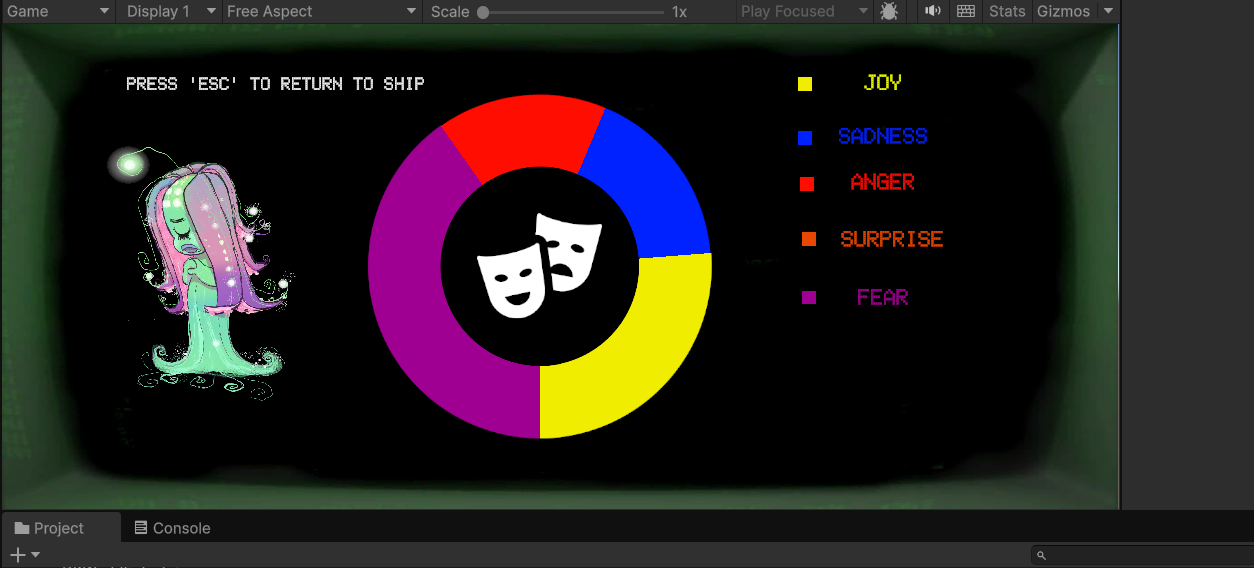 Game Display 1 Free Aspect Scale 1x Play Focused Stats Gizmos
PRESS 'ESC' TO RETURN TO SHIP
JOY
SADNESS
ANGER
SURPRISE
FEAR
Project Console